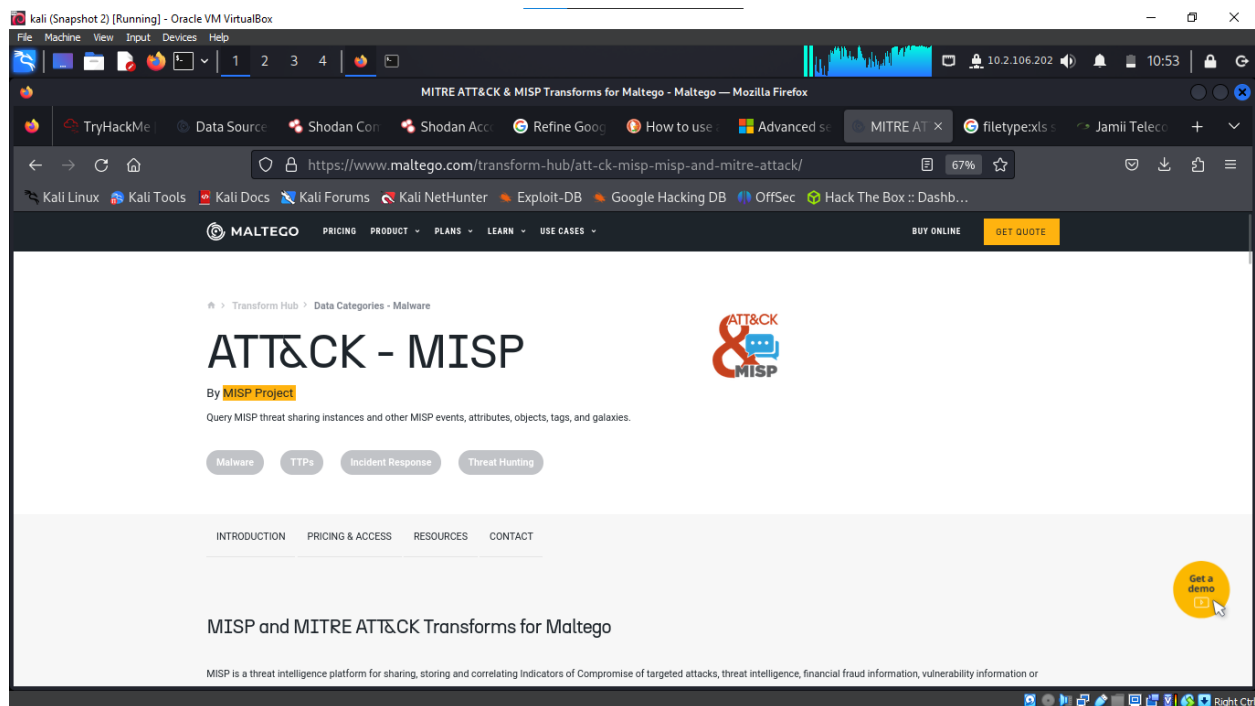 kali (Snapshot 2) [Running] - Oracle VM VirtualBox
File Machine View Input Devices Help
1 2 3 4 10.2.106.202 10:53
MITRE ATT&CK & MISP Transforms for Maltego - Maltego — Mozilla Firefox
TryHackMe | Data Source Shodan Com Shodan Acc Refine Goog How to use Advanced se MITRE AT × filetype:xls s Jamii Teleco
https://www.maltego.com/transform-hub/att-ck-misp-misp-and-mitre-attack/ 67%
Kali Linux Kali Tools Kali Docs Kali Forums Kali NetHunter Exploit-DB Google Hacking DB OffSec Hack The Box :: Dashb...
MALTEGO PRICING PRODUCT PLANS LEARN USE CASES BUY ONLINE GET QUOTE
Transform Hub > Data Categories - Malware
ATT&CK - MISP
ATT&CK
& MISP
By MISP Project
Query MISP threat sharing instances and other MISP events, attributes, objects, tags, and galaxies.
Malware TTPs Incident Response Threat Hunting
INTRODUCTION PRICING & ACCESS RESOURCES CONTACT
Get a
demo
MISP and MITRE ATT&CK Transforms for Maltego
MISP is a threat intelligence platform for sharing, storing and correlating Indicators of Compromise of targeted attacks, threat intelligence, financial fraud information, vulnerability information or
Right Ctrl